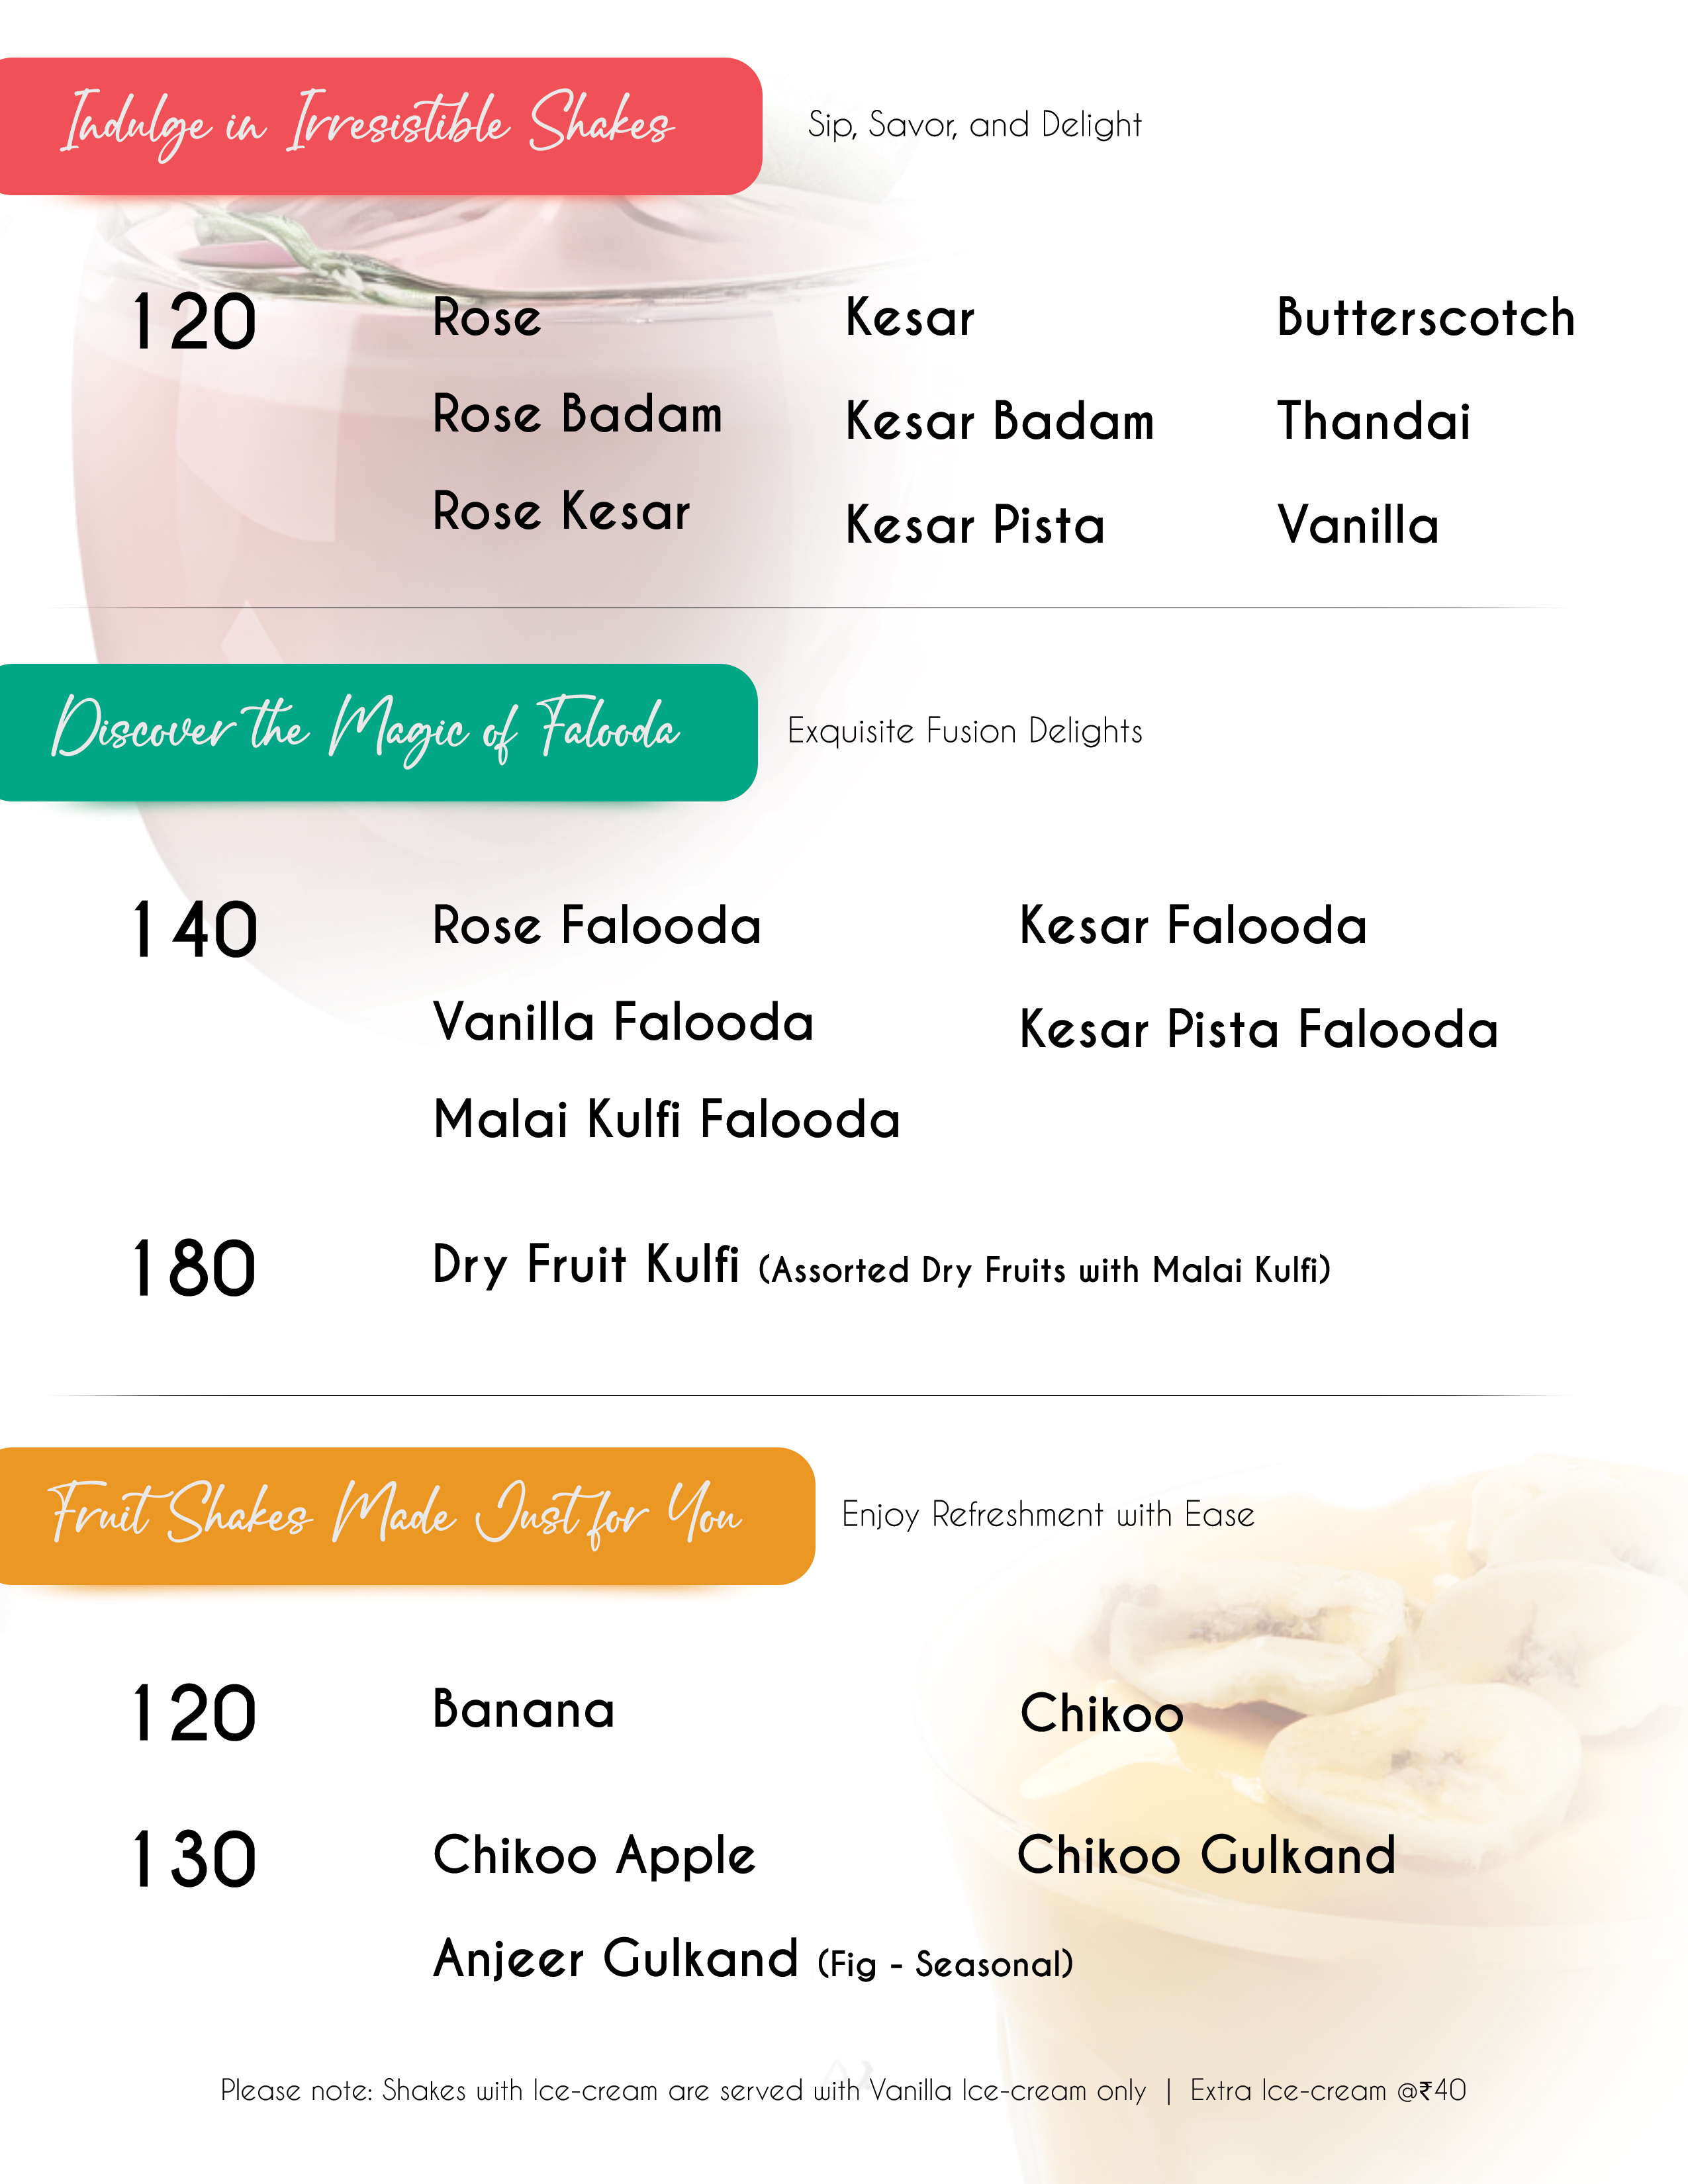 Indulge in Irresistible Shakes
Sip, Savor, and Delight
120 Rose Kesar Butterscotch
Rose Badam Kesar Badam Thandai
Rose Kesar Kesar Pista Vanilla
Discover the Magic of Falooda
Exquisite Fusion Delights
140 Rose Falooda Kesar Falooda
Vanilla Falooda Kesar Pista Falooda
Malai Kulfi Falooda
180 Dry Fruit Kulfi (Assorted Dry Fruits with Malai Kulfi)
Fruit Shakes Made Just for You
Enjoy Refreshment with Ease
120 Banana Chikoo
130 Chikoo Apple Chikoo Gulkand
Anjeer Gulkand (Fig - Seasonal)
Please note: Shakes with Ice-cream are served with Vanilla Ice-cream only | Extra Ice-cream @₹40